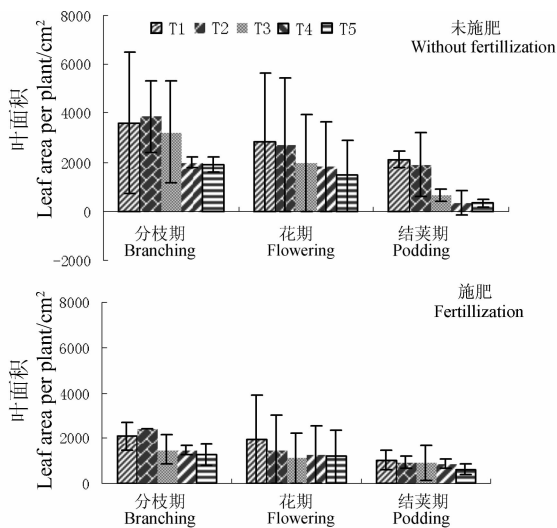 T1 T2 T3 T4 T5
未施肥
Without fertillization
叶面积
Leaf area per plant/cm²
8000
6000
4000
2000
0
-2000
分枝期 花期 结荚期
Branching Flowering Podding
施肥
Fertillization
叶面积
Leaf area per plant/cm²
8000
6000
4000
2000
0
分枝期 花期 结荚期
Branching Flowering Podding